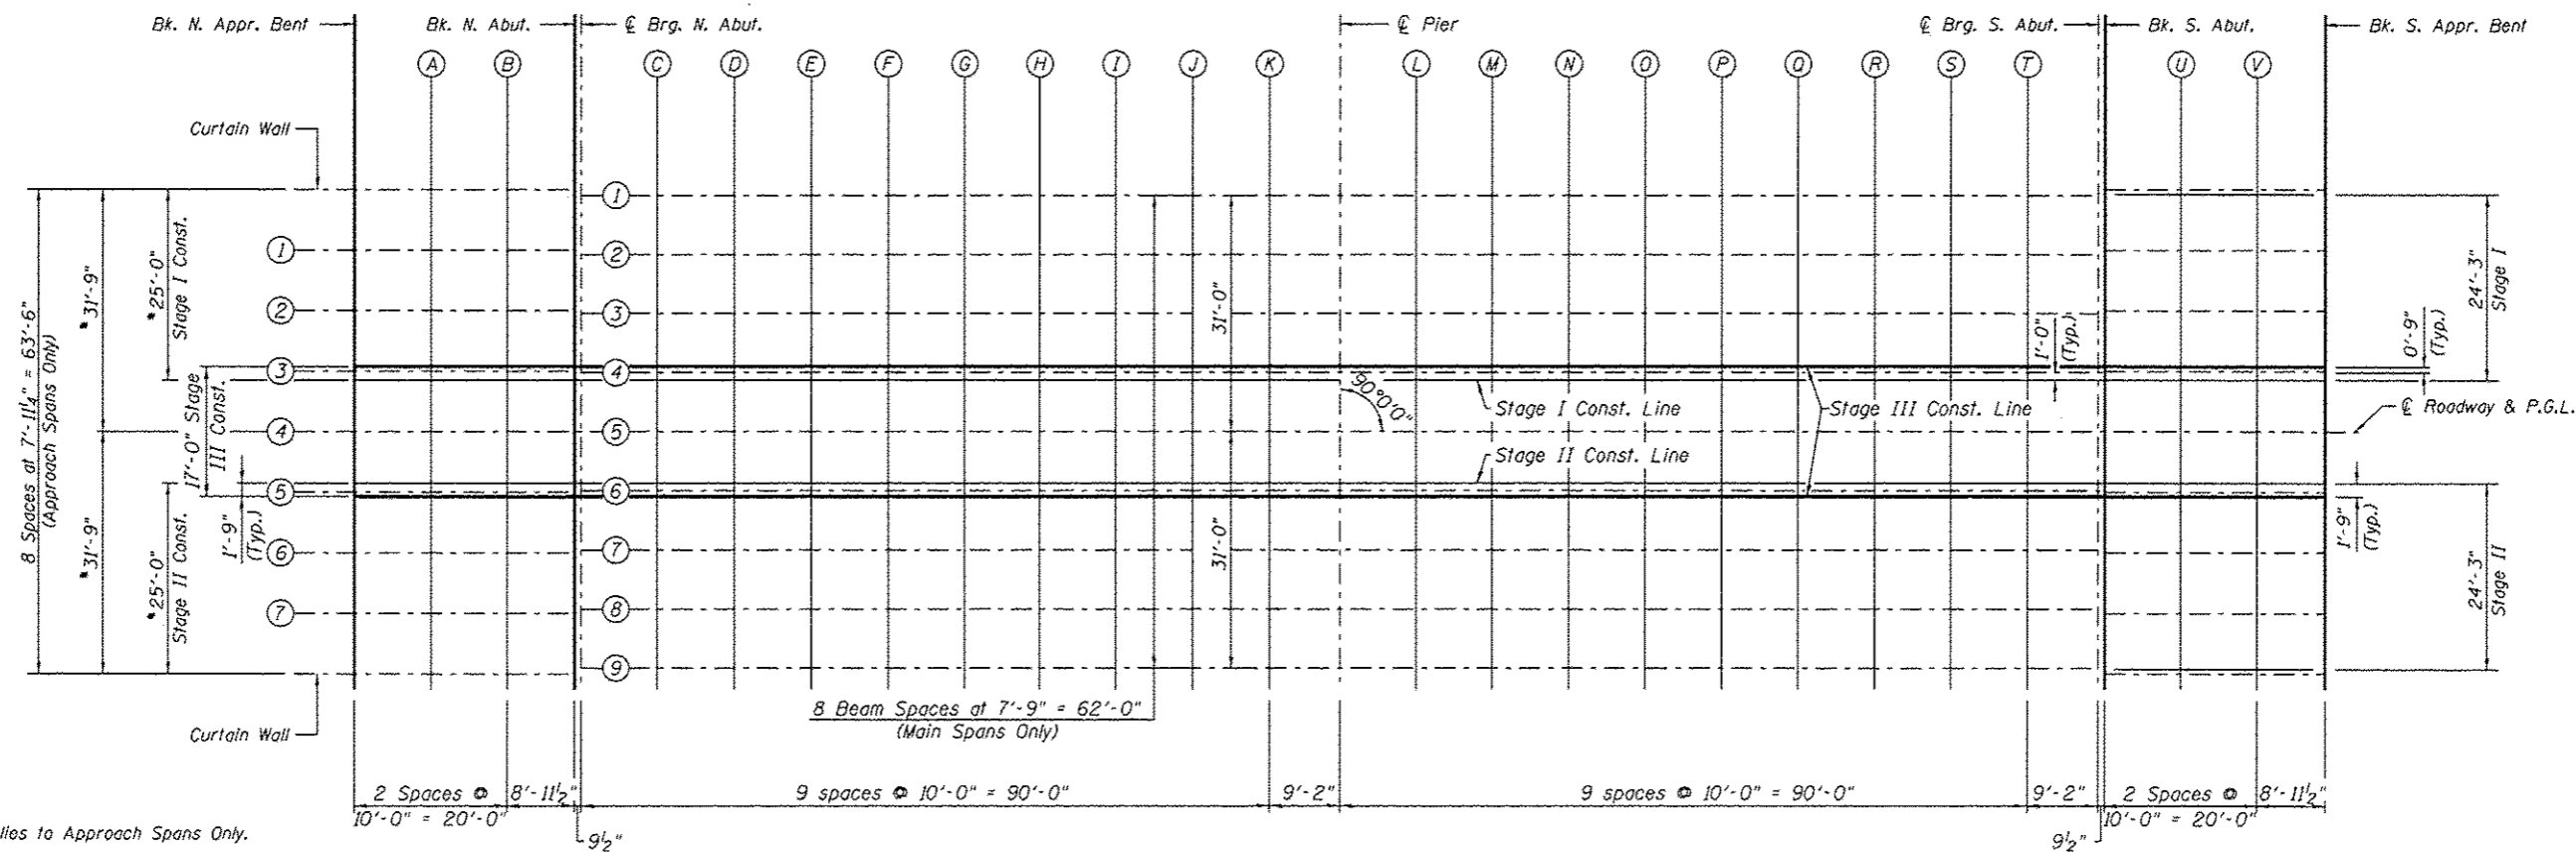 Bk. N. Appr. Bent
Bk. N. Abut.
℄ Brg. N. Abut.
℄ Pier
℄ Brg. S. Abut.
Bk. S. Abut.
Bk. S. Appr. Bent
A B C D E F G H I J K L M N O P Q R S T U V
Curtain Wall
8 Spaces at 7'-11¼" = 63'-6"
(Approach Spans Only)
*31'-9"
*31'-9"
*25'-0"
Stage I Const.
17'-0" Stage
III Const.
*25'-0"
Stage II Const.
1'-9"
(Typ.)
1
2
3
4
5
6
7
1
2
3
4
5
6
7
8
9
31'-0"
31'-0"
90°0'0"
Stage I Const. Line
Stage II Const. Line
Stage III Const. Line
1'-0"
(Typ.)
24'-3"
Stage I
0'-9"
(Typ.)
℄ Roadway & P.G.L.
1'-9"
(Typ.)
24'-3"
Stage II
Curtain Wall
8 Beam Spaces at 7'-9" = 62'-0"
(Main Spans Only)
2 Spaces @
10'-0" = 20'-0"
8'-11½"
9½"
9 spaces @ 10'-0" = 90'-0"
9'-2"
9 spaces @ 10'-0" = 90'-0"
9'-2"
9½"
2 Spaces @
10'-0" = 20'-0"
8'-11½"
to Approach Spans Only.